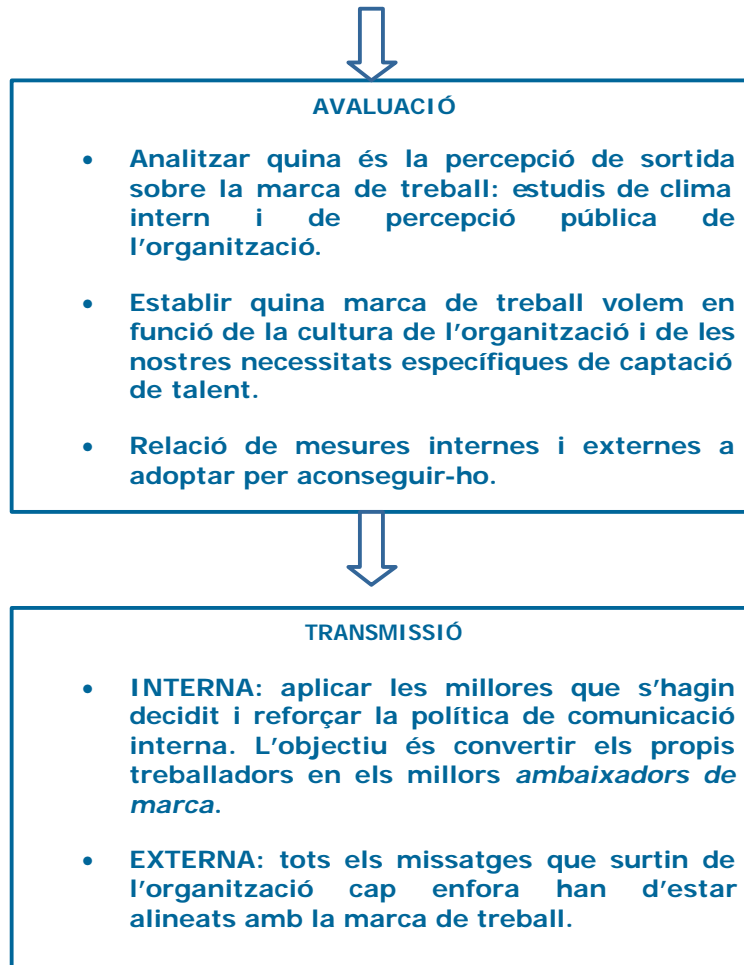 AVALUACIÓ
• Analitzar quina és la percepció de sortida
sobre la marca de treball: estudis de clima
intern i de percepció pública de
l’organització.
• Establir quina marca de treball volem en
funció de la cultura de l’organització i de les
nostres necessitats específiques de captació
de talent.
• Relació de mesures internes i externes a
adoptar per aconseguir-ho.
TRANSMISSIÓ
• INTERNA: aplicar les millores que s’hagin
decidit i reforçar la política de comunicació
interna. L’objectiu és convertir els propis
treballadors en els millors ambaixadors de
marca.
• EXTERNA: tots els missatges que surtin de
l’organització cap enfora han d’estar
alineats amb la marca de treball.